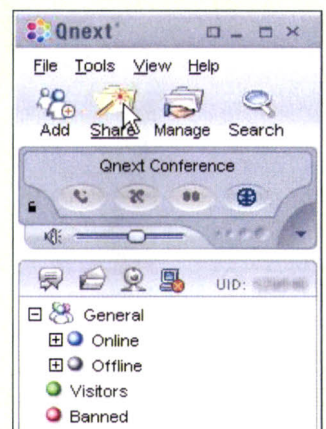 Qnext
File Tools View Help
Add Share Manage Search
Qnext Conference
UID:
General
Online
Offline
Visitors
Banned